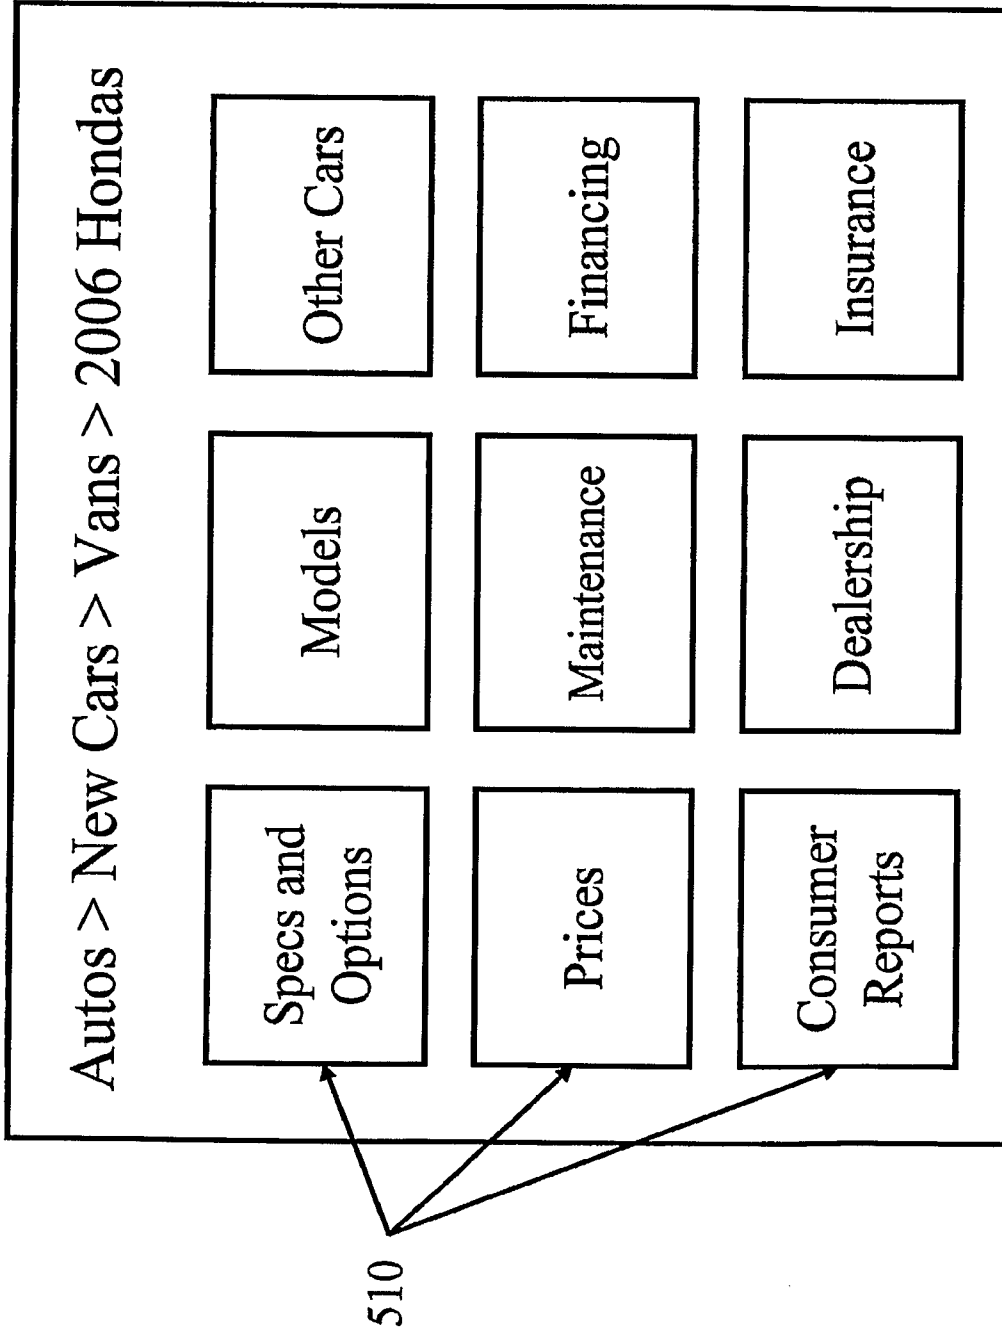 Autos > New Cars > Vans > 2006 Hondas
Specs and
Options
Models
Other Cars
Prices
Maintenance
Financing
Consumer
Reports
Dealership
Insurance
510